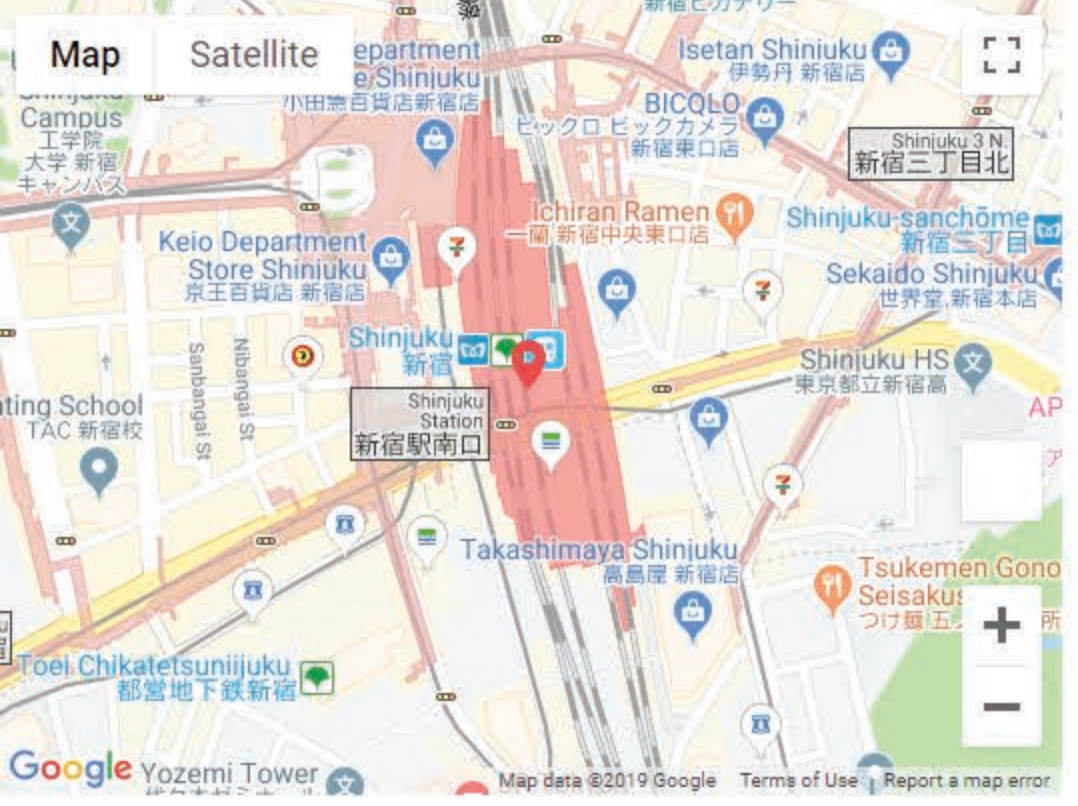 Map
Satellite
epartment
e Shinjuku
小田急百貨店新宿店
Isetan Shinjuku
伊勢丹 新宿店
BICQLO
ビックロ ビックカメラ
新宿東口店
Campus
工学院
大学 新宿
キャンパス
Shinjuku 3 N.
新宿三丁目北
Ichiran Ramen
一蘭 新宿中央東口店
Shinjuku-sanchōme
新宿三丁目
Keio Department
Store Shinjuku
京王百貨店 新宿店
Sekaido Shinjuku
世界堂 新宿本店
Shinjuku
新宿
Sanbangai St
Nibangai St
Shinjuku HS
東京都立新宿高
nting School
TAC 新宿校
Shinjuku
Station
新宿駅南口
AP
ア
Takashimaya Shinjuku
高島屋 新宿店
Tsukemen Gono
Seisakus
つけ麺 五ノ
所
+
−
Toei Chikatetsunijuku
都営地下鉄新宿
Google
Yozemi Tower
Map data ©2019 Google
Terms of Use
Report a map error